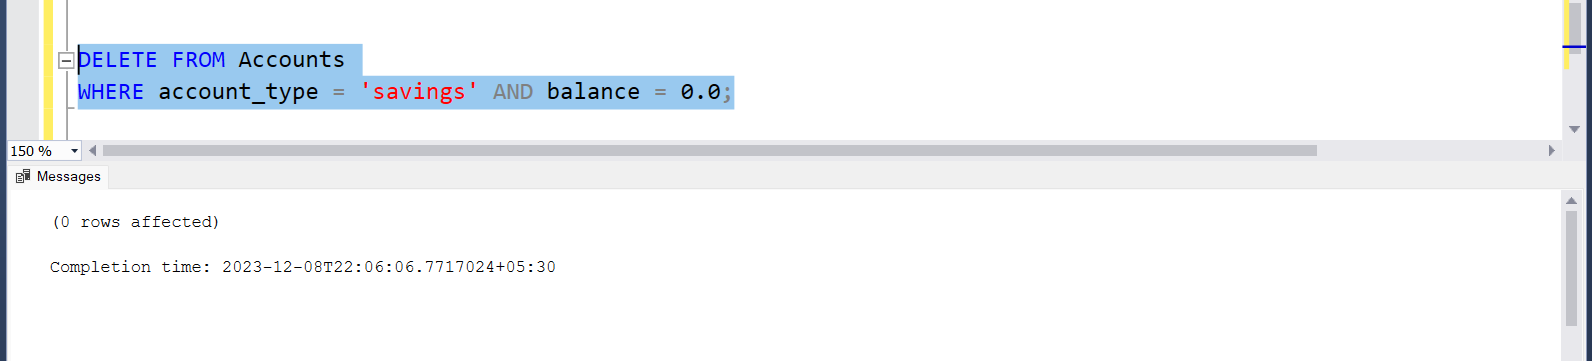 DELETE FROM Accounts
WHERE account_type = 'savings' AND balance = 0.0;
150 %
Messages
(0 rows affected)
Completion time: 2023-12-08T22:06:06.7717024+05:30